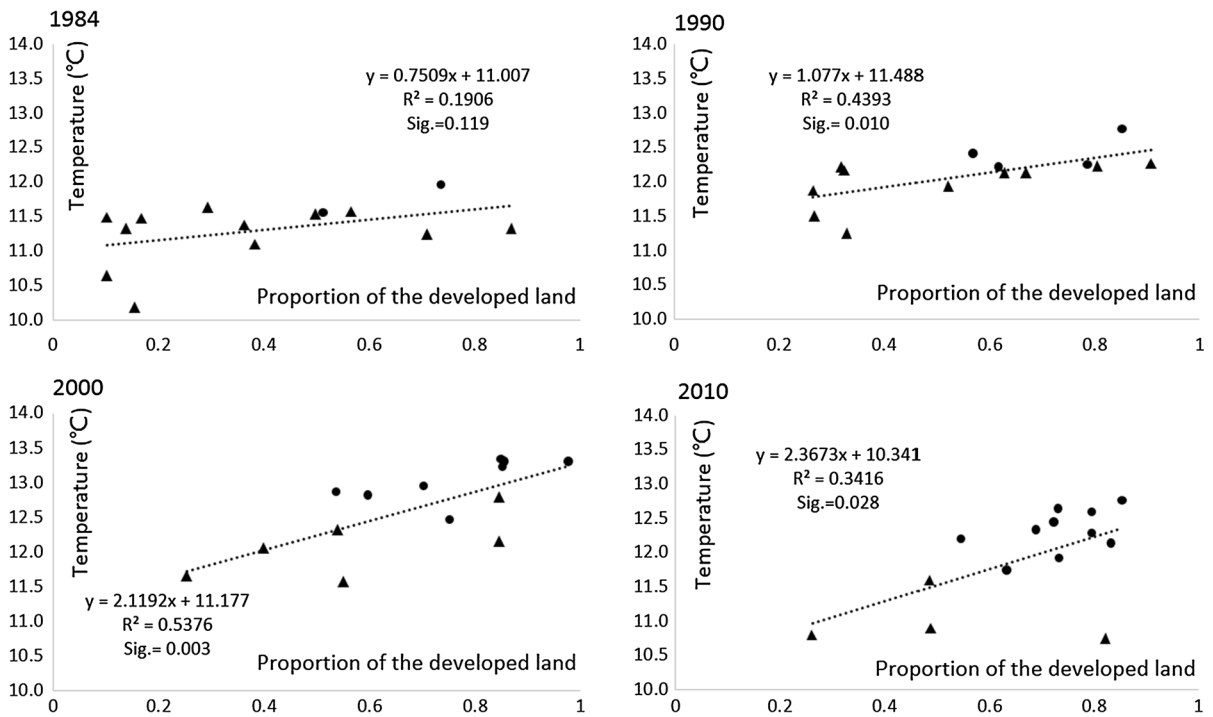 1984
14.0
13.5
13.0
12.5
12.0
11.5
11.0
10.5
10.0
Temperature (℃)
y = 0.7509x + 11.007
R² = 0.1906
Sig.=0.119
Proportion of the developed land
0 0.2 0.4 0.6 0.8 1
1990
14.0
13.5
13.0
12.5
12.0
11.5
11.0
10.5
10.0
Temperature (℃)
y = 1.077x + 11.488
R² = 0.4393
Sig.= 0.010
Proportion of the developed land
0 0.2 0.4 0.6 0.8 1
2000
14.0
13.5
13.0
12.5
12.0
11.5
11.0
10.5
10.0
Temperature (℃)
y = 2.1192x + 11.177
R² = 0.5376
Sig.= 0.003
Proportion of the developed land
0 0.2 0.4 0.6 0.8 1
2010
14.0
13.5
13.0
12.5
12.0
11.5
11.0
10.5
10.0
Temperature (℃)
y = 2.3673x + 10.341
R² = 0.3416
Sig.=0.028
Proportion of the developed land
0 0.2 0.4 0.6 0.8 1